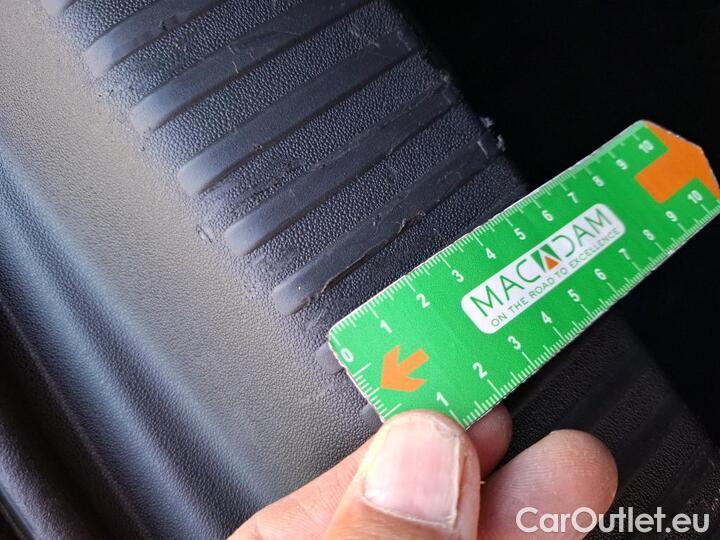 0 1 2 3 4 5 6 7 8 9 10
MACADAM
ON THE ROAD TO EXCELLENCE
1 2 3 4 5 6 7 8 9 10
CarOutlet.eu